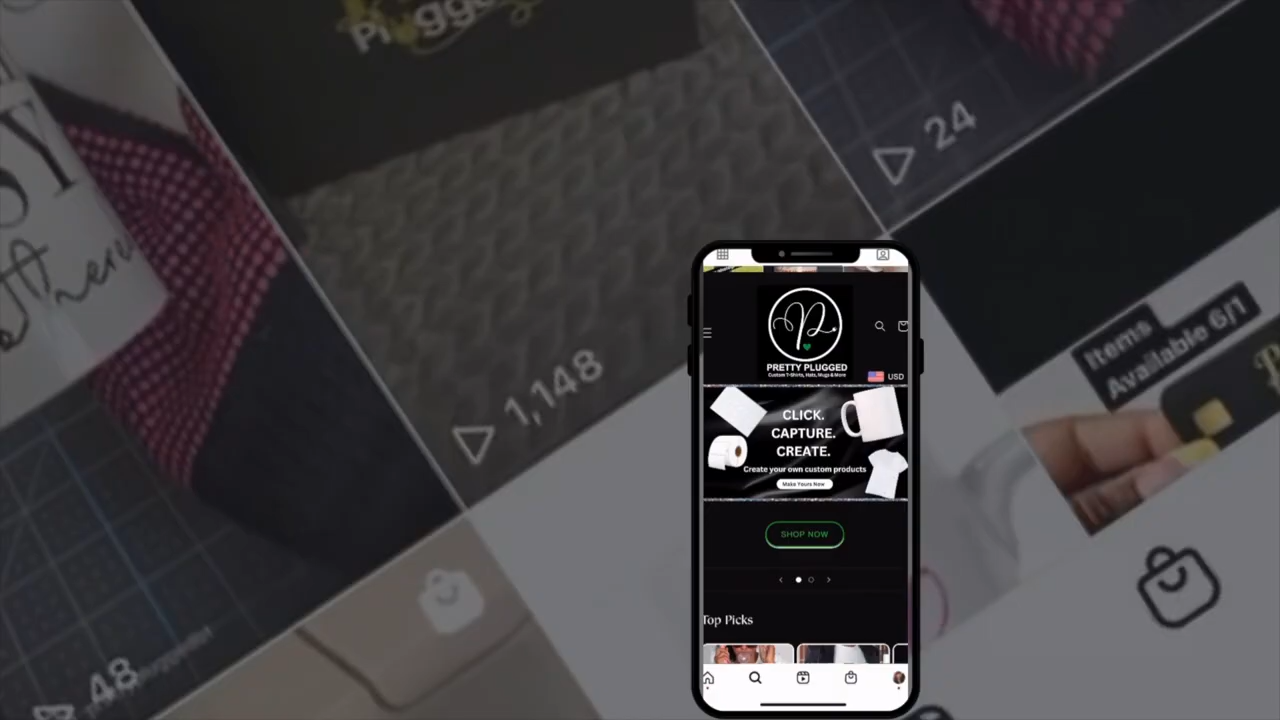 Plugged
24
1,148
Items
Available 6/1
48
PRETTY PLUGGED
Custom T-Shirts, Hats, Mugs & More
USD
CLICK.
CAPTURE.
CREATE.
Create your own custom products
Make Yours Now
SHOP NOW
Top Picks